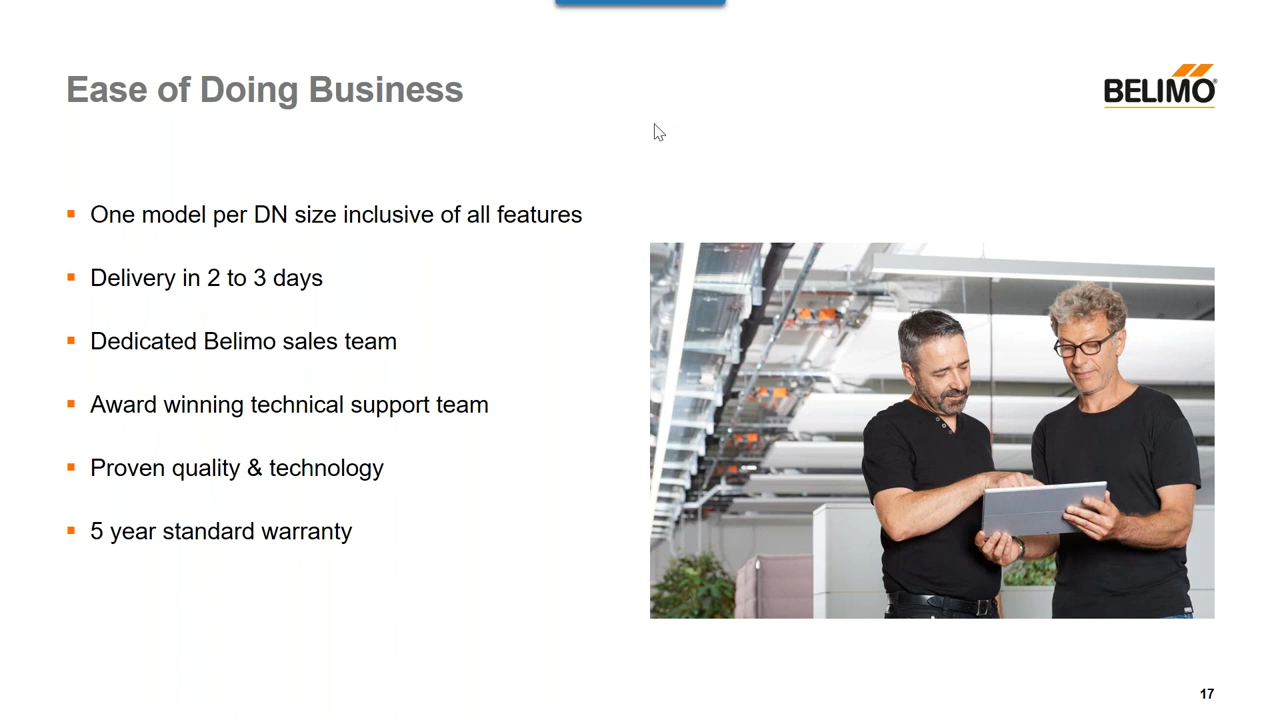 Ease of Doing Business
BELIMO®
One model per DN size inclusive of all features
Delivery in 2 to 3 days
Dedicated Belimo sales team
Award winning technical support team
Proven quality & technology
5 year standard warranty
17